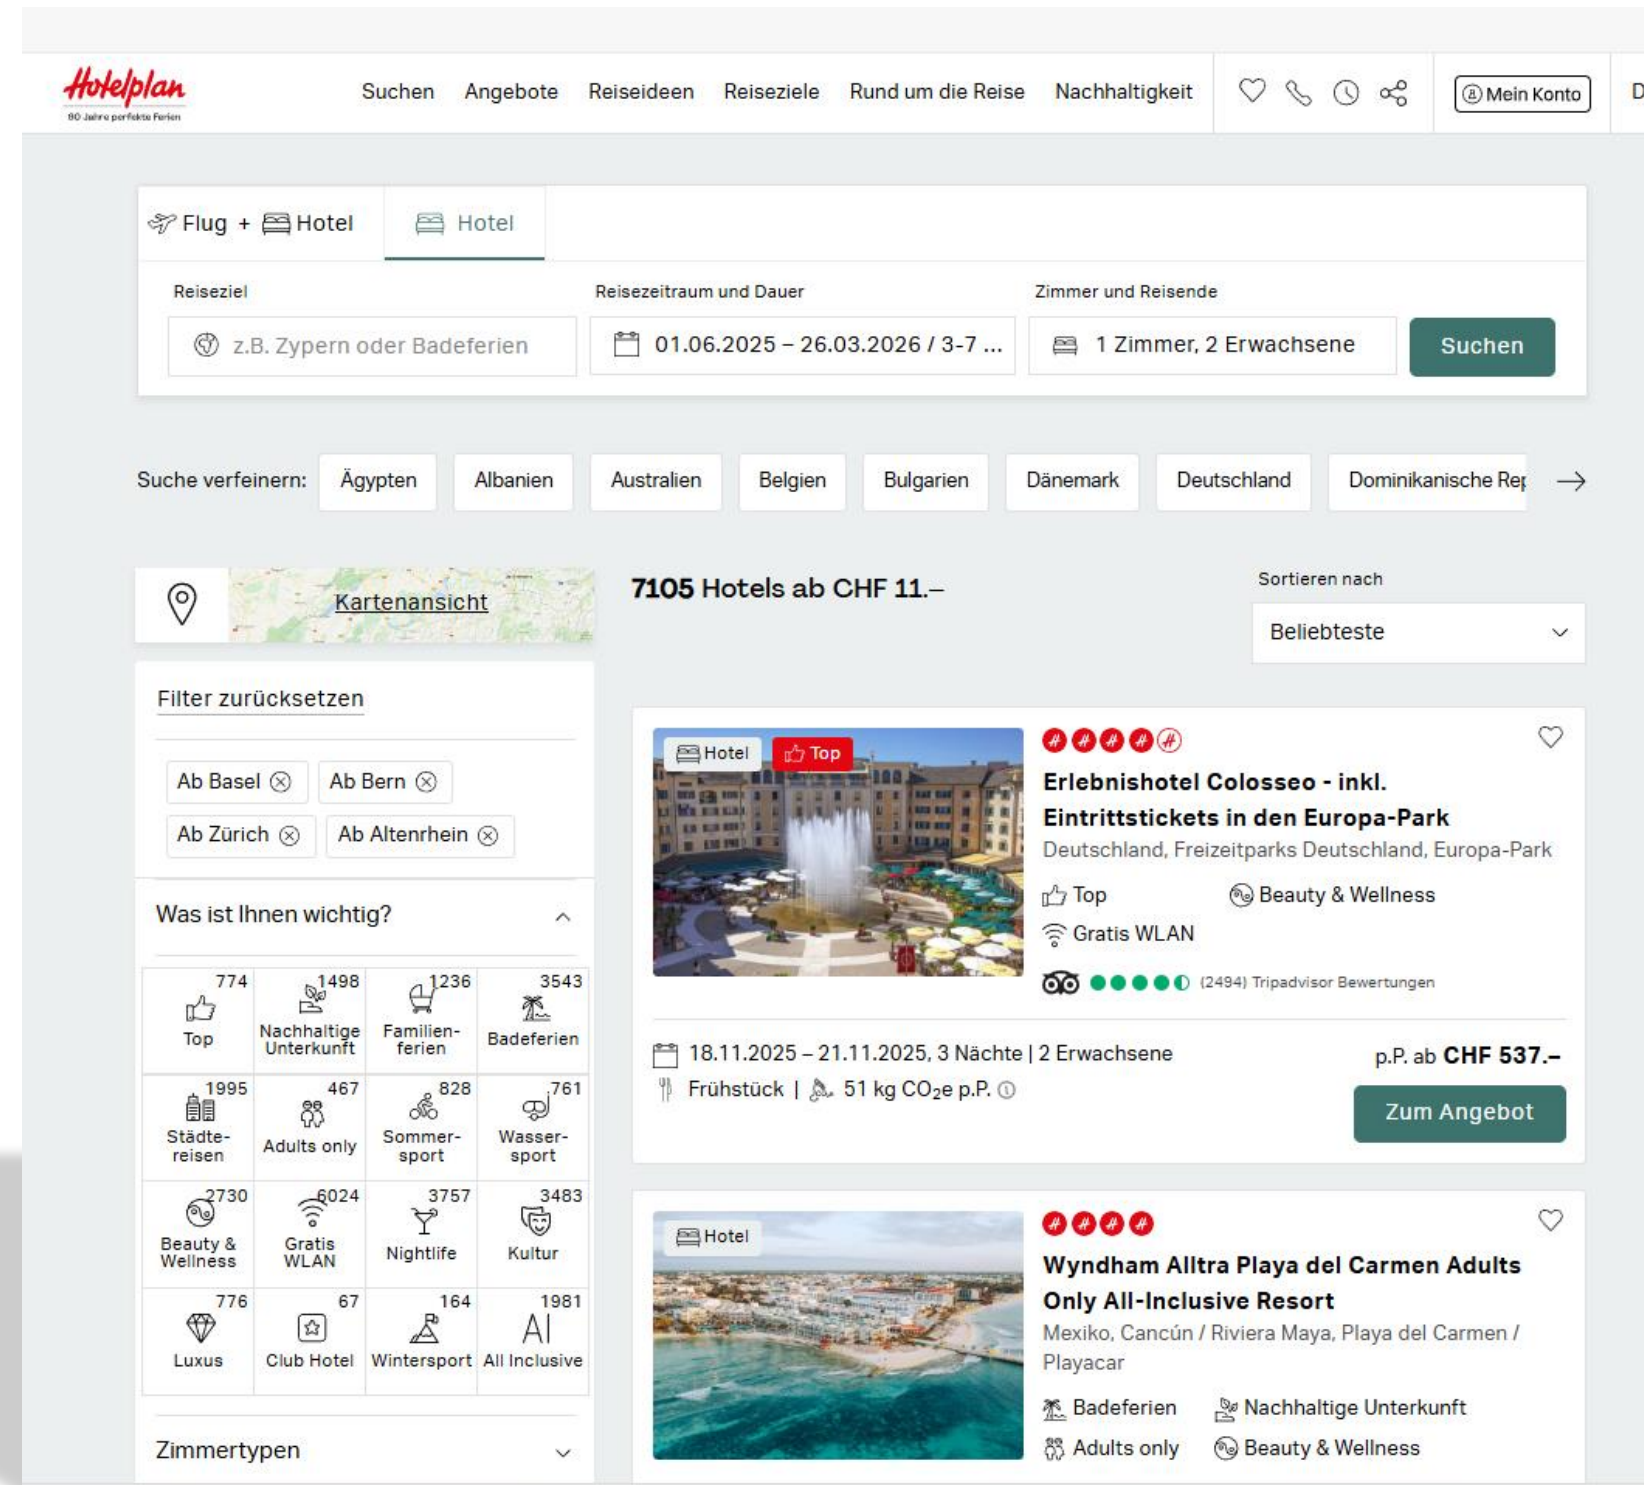 Hotelplan
90 Jahre perfekte Ferien
Suchen Angebote Reiseideen Reiseziele Rund um die Reise Nachhaltigkeit
Mein Konto
D
Flug + Hotel
Hotel
Reiseziel
Reisezeitraum und Dauer
Zimmer und Reisende
z.B. Zypern oder Badeferien
01.06.2025 – 26.03.2026 / 3-7 ...
1 Zimmer, 2 Erwachsene
Suchen
Suche verfeinern: Ägypten Albanien Australien Belgien Bulgarien Dänemark Deutschland Dominikanische Rep
Kartenansicht
7105 Hotels ab CHF 11.–
Sortieren nach
Beliebteste
Filter zurücksetzen
Ab Basel
Ab Bern
Ab Zürich
Ab Altenrhein
Was ist Ihnen wichtig?
774
Top
1498
Nachhaltige
Unterkunft
1236
Familien-
ferien
3543
Badeferien
1995
Städte-
reisen
467
Adults only
828
Sommer-
sport
761
Wasser-
sport
2730
Beauty &
Wellness
6024
Gratis
WLAN
3757
Nightlife
3483
Kultur
776
Luxus
67
Club Hotel
164
Wintersport
1981
AI
All Inclusive
Zimmertypen
Hotel
Top
Erlebnishotel Colosseo - inkl.
Eintrittstickets in den Europa-Park
Deutschland, Freizeitparks Deutschland, Europa-Park
Top
Beauty & Wellness
Gratis WLAN
(2494) Tripadvisor Bewertungen
18.11.2025 – 21.11.2025, 3 Nächte | 2 Erwachsene
Frühstück | 51 kg CO₂e p.P.
p.P. ab CHF 537.–
Zum Angebot
Hotel
Wyndham Alltra Playa del Carmen Adults
Only All-Inclusive Resort
Mexiko, Cancún / Riviera Maya, Playa del Carmen /
Playacar
Badeferien
Nachhaltige Unterkunft
Adults only
Beauty & Wellness